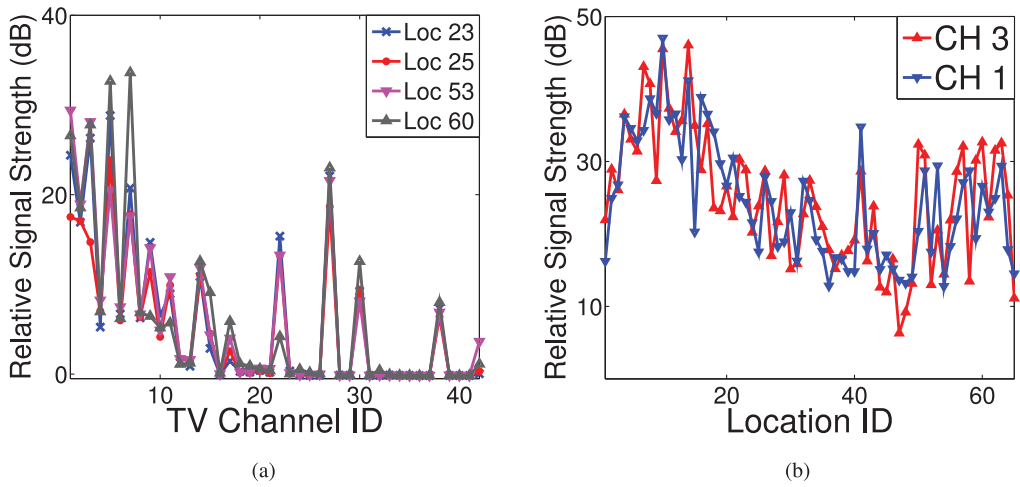 40
20
0
Relative Signal Strength (dB)
Loc 23
Loc 25
Loc 53
Loc 60
10 20 30 40
TV Channel ID
(a)
50
30
10
Relative Signal Strength (dB)
CH 3
CH 1
20 40 60
Location ID
(b)